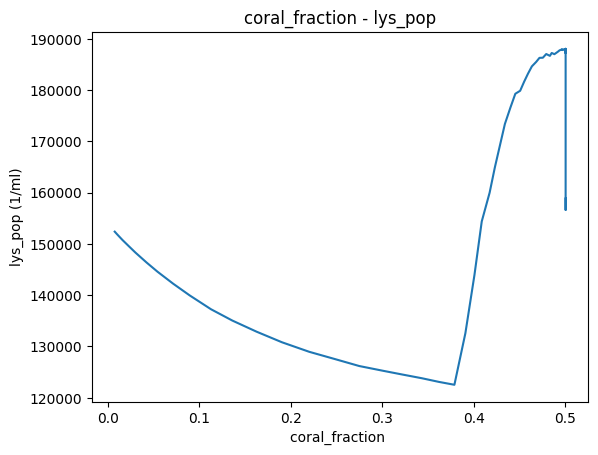 coral_fraction - lys_pop
190000
180000
170000
160000
150000
140000
130000
120000
lys_pop (1/ml)
0.0 0.1 0.2 0.3 0.4 0.5
coral_fraction